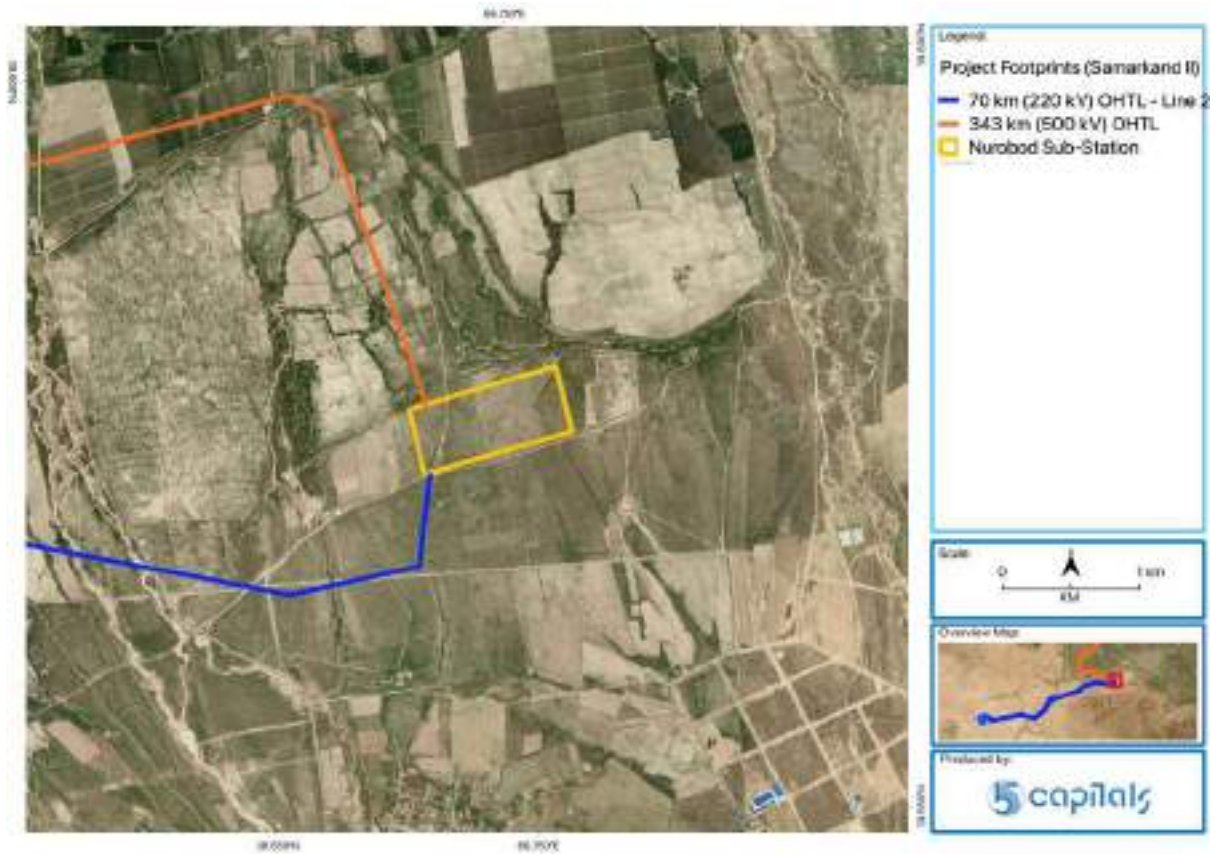 Legend
Project Footprints (Samarkand II)
70 km (220 kV) OHTL - Line 2
343 km (500 kV) OHTL
Nurobod Sub-Station
Scale
0 1 km
KM
Overview Map:
Produced by:
5 capitals